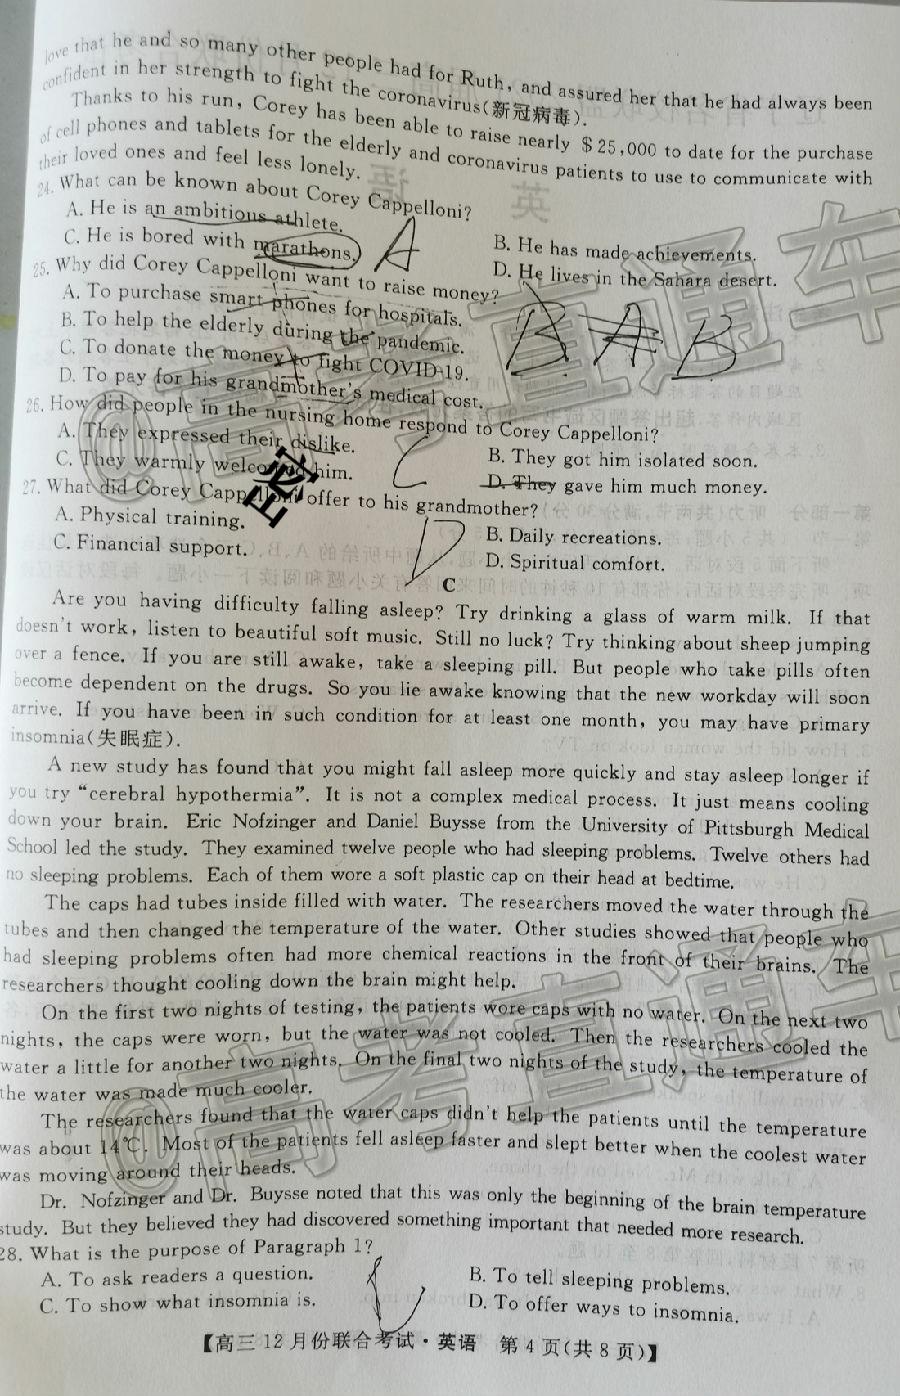 love that he and so many other people had for Ruth, and assured her that he had always been
confident in her strength to fight the coronavirus(新冠病毒).
Thanks to his run, Corey has been able to raise nearly $25,000 to date for the purchase
of cell phones and tablets for the elderly and coronavirus patients to use to communicate with
their loved ones and feel less lonely.
24. What can be known about Corey Cappelloni?
A. He is an ambitious athlete.
B. He has made achievements.
C. He is bored with marathons.
D. He lives in the Sahara desert.
A
25. Why did Corey Cappelloni want to raise money?
A. To purchase smart phones for hospitals.
B. To help the elderly during the pandemic.
C. To donate the money to fight COVID-19.
D. To pay for his grandmother's medical cost.
B A B
26. How did people in the nursing home respond to Corey Cappelloni?
A. They expressed their dislike.
B. They got him isolated soon.
C. They warmly welcomed him.
D. They gave him much money.
C
27. What did Corey Cappelloni offer to his grandmother?
A. Physical training.
B. Daily recreations.
C. Financial support.
D. Spiritual comfort.
D
C
Are you having difficulty falling asleep? Try drinking a glass of warm milk. If that
doesn't work, listen to beautiful soft music. Still no luck? Try thinking about sheep jumping
over a fence. If you are still awake, take a sleeping pill. But people who take pills often
become dependent on the drugs. So you lie awake knowing that the new workday will soon
arrive. If you have been in such condition for at least one month, you may have primary
insomnia(失眠症).
A new study has found that you might fall asleep more quickly and stay asleep longer if
you try "cerebral hypothermia". It is not a complex medical process. It just means cooling
down your brain. Eric Nofzinger and Daniel Buysse from the University of Pittsburgh Medical
School led the study. They examined twelve people who had sleeping problems. Twelve others had
no sleeping problems. Each of them wore a soft plastic cap on their head at bedtime.
The caps had tubes inside filled with water. The researchers moved the water through the
tubes and then changed the temperature of the water. Other studies showed that people who
had sleeping problems often had more chemical reactions in the front of their brains. The
researchers thought cooling down the brain might help.
On the first two nights of testing, the patients wore caps with no water. On the next two
nights, the caps were worn, but the water was not cooled. Then the researchers cooled the
water a little for another two nights. On the final two nights of the study, the temperature of
the water was made much cooler.
The researchers found that the water caps didn't help the patients until the temperature
was about 14℃. Most of the patients fell asleep faster and slept better when the coolest water
was moving around their heads.
Dr. Nofzinger and Dr. Buysse noted that this was only the beginning of the brain temperature
study. But they believed they had discovered something important that needed more research.
28. What is the purpose of Paragraph 1?
A. To ask readers a question.
B. To tell sleeping problems.
C. To show what insomnia is.
D. To offer ways to insomnia.
【高三12月份联合考试·英语 第4页(共8页)】
@高考直通车
@高考直通车